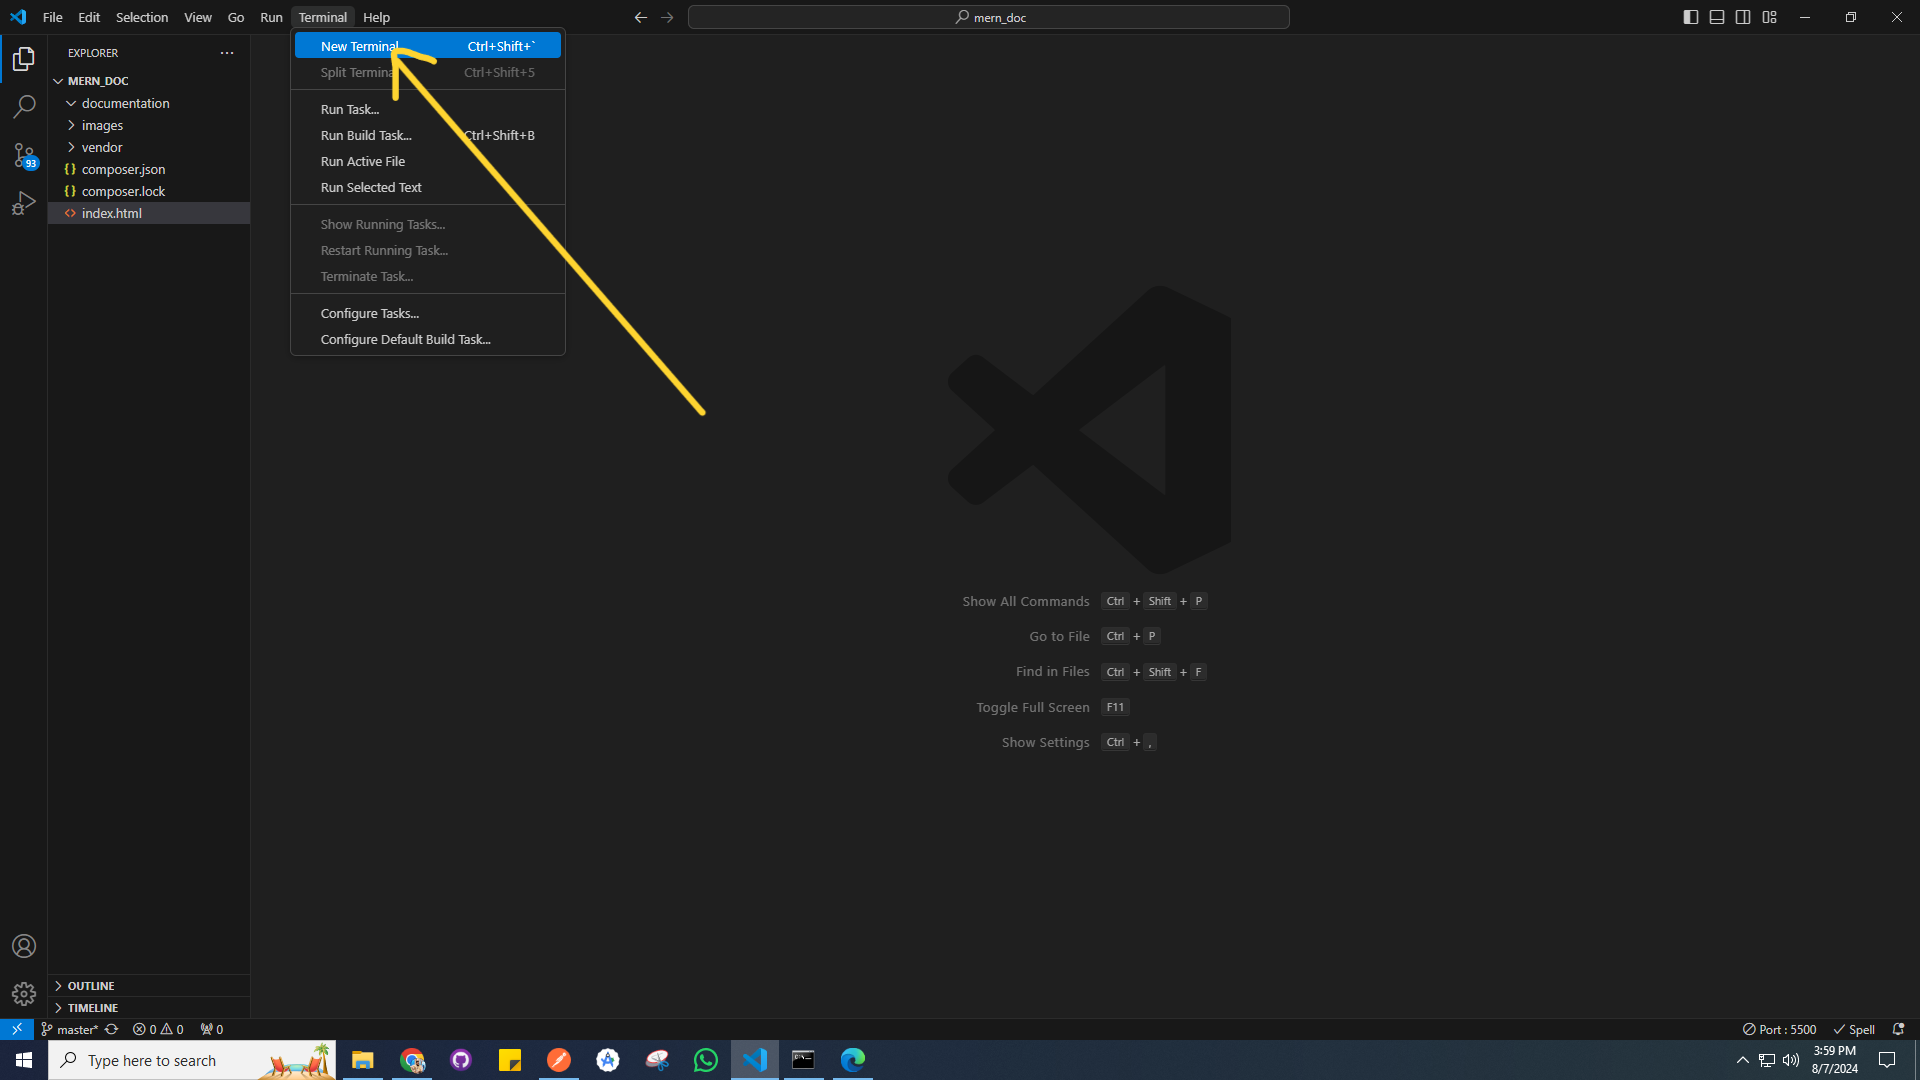 File Edit Selection View Go Run Terminal Help
mern_doc
EXPLORER
MERN_DOC
documentation
images
vendor
composer.json
composer.lock
index.html
New Terminal Ctrl+Shift+`
Split Terminal Ctrl+Shift+5
Run Task...
Run Build Task... Ctrl+Shift+B
Run Active File
Run Selected Text
Show Running Tasks...
Restart Running Task...
Terminate Task...
Configure Tasks...
Configure Default Build Task...
Show All Commands Ctrl + Shift + P
Go to File Ctrl + P
Find in Files Ctrl + Shift + F
Toggle Full Screen F11
Show Settings Ctrl + ,
93
OUTLINE
TIMELINE
master* 0 0 0
Port : 5500 Spell
Type here to search
3:59 PM
8/7/2024